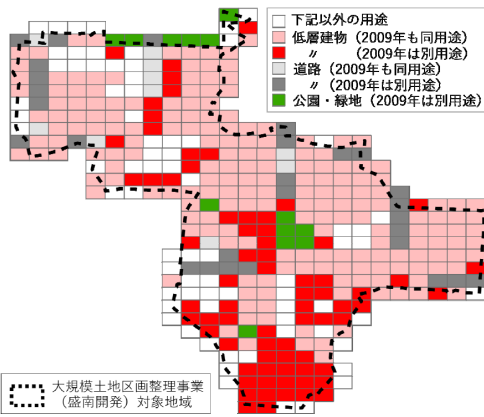 下記以外の用途
低層建物（2009年も同用途）
〃　　（2009年は別用途）
道路（2009年も同用途）
〃（2009年は別用途）
公園・緑地（2009年は別用途）
大規模土地区画整理事業
（盛南開発）対象地域